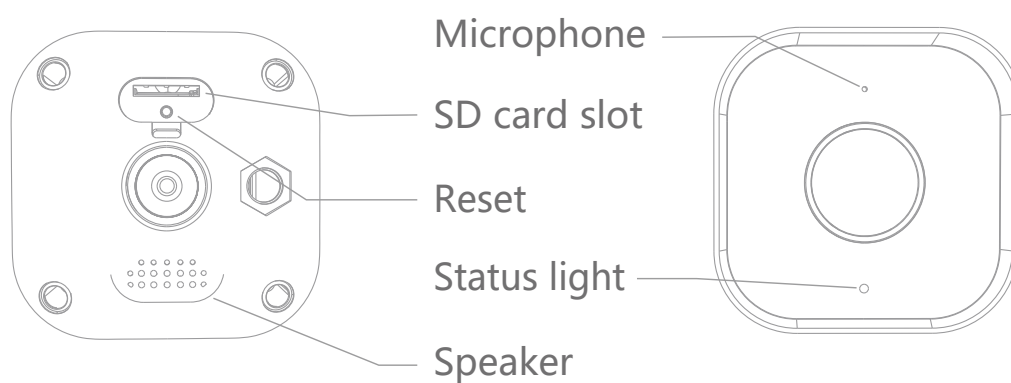 Microphone
SD card slot
Reset
Status light
Speaker